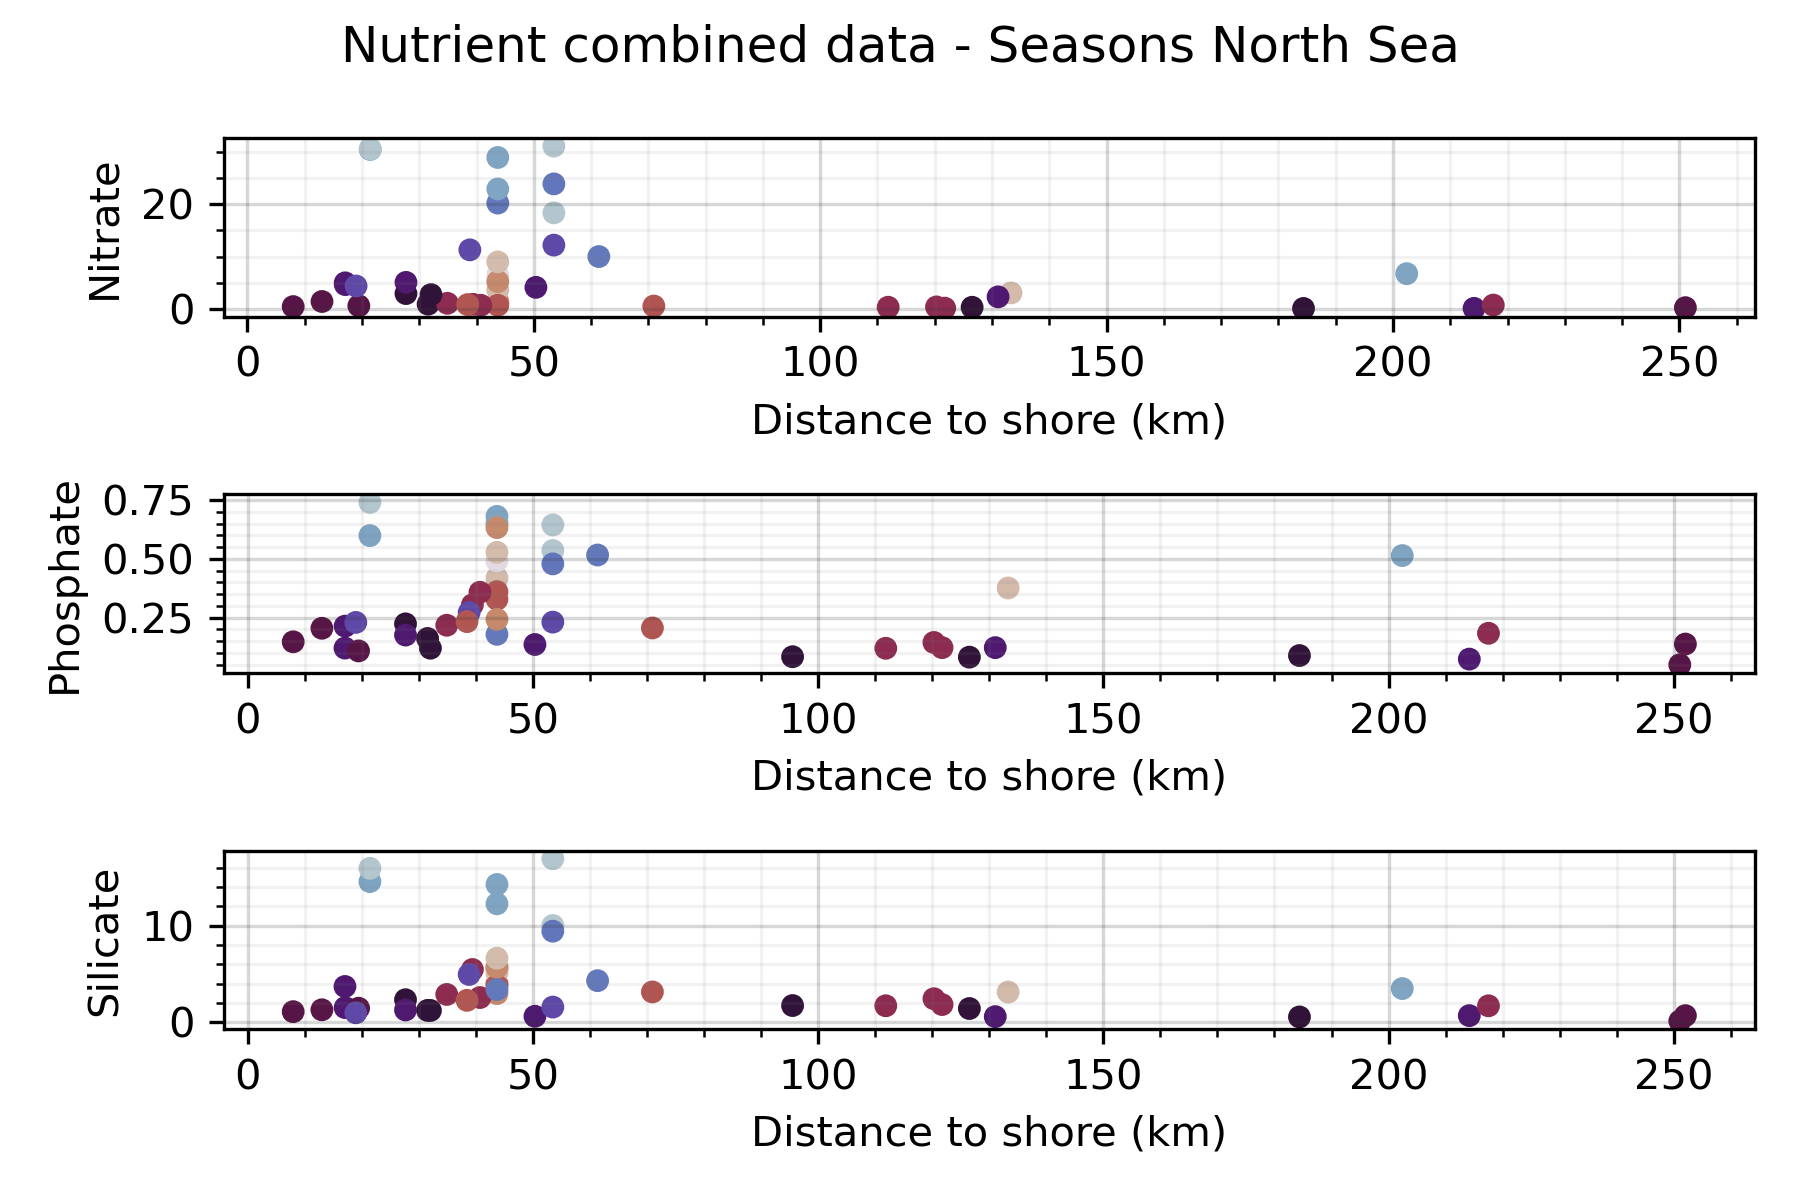 Nutrient combined data - Seasons North Sea
Nitrate
20
0
0 50 100 150 200 250
Distance to shore (km)
Phosphate
0.75
0.50
0.25
0 50 100 150 200 250
Distance to shore (km)
Silicate
10
0
0 50 100 150 200 250
Distance to shore (km)